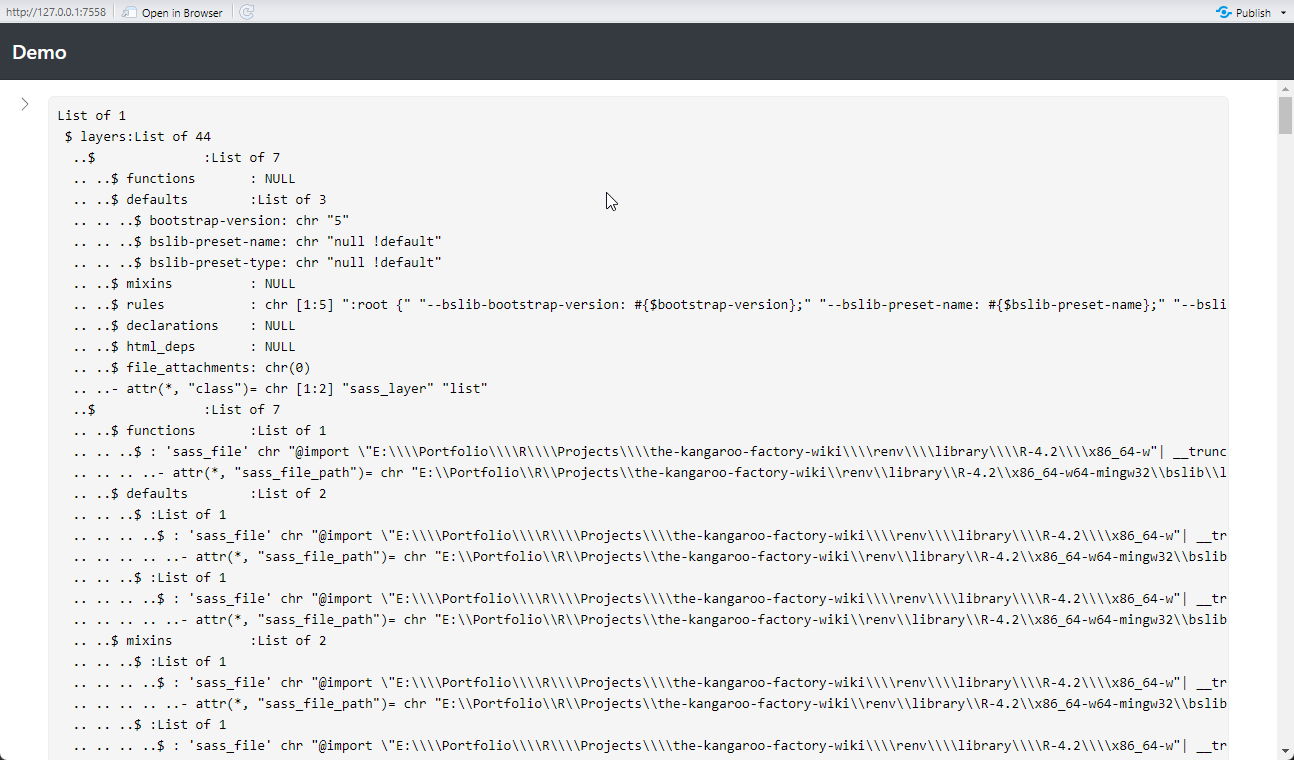 http://127.0.0.1:7558 Open in Browser Publish
Demo
List of 1
 $ layers:List of 44
  ..$              :List of 7
  .. ..$ functions       : NULL
  .. ..$ defaults        :List of 3
  .. .. ..$ bootstrap-version: chr "5"
  .. .. ..$ bslib-preset-name: chr "null !default"
  .. .. ..$ bslib-preset-type: chr "null !default"
  .. ..$ mixins          : NULL
  .. ..$ rules           : chr [1:5] ":root {" "--bslib-bootstrap-version: #{$bootstrap-version};" "--bslib-preset-name: #{$bslib-preset-name};" "--bsli
  .. ..$ declarations    : NULL
  .. ..$ html_deps       : NULL
  .. ..$ file_attachments: chr(0)
  .. ..- attr(*, "class")= chr [1:2] "sass_layer" "list"
  ..$              :List of 7
  .. ..$ functions       :List of 1
  .. .. ..$ : 'sass_file' chr "@import \"E:\\\\Portfolio\\\\R\\\\Projects\\\\the-kangaroo-factory-wiki\\\\renv\\\\library\\\\R-4.2\\\\x86_64-w"| __trunc
  .. .. .. ..- attr(*, "sass_file_path")= chr "E:\\Portfolio\\R\\Projects\\the-kangaroo-factory-wiki\\renv\\library\\R-4.2\\x86_64-w64-mingw32\\bslib\\l
  .. ..$ defaults        :List of 2
  .. .. ..$ :List of 1
  .. .. .. ..$ : 'sass_file' chr "@import \"E:\\\\Portfolio\\\\R\\\\Projects\\\\the-kangaroo-factory-wiki\\\\renv\\\\library\\\\R-4.2\\\\x86_64-w"| __tr
  .. .. .. .. ..- attr(*, "sass_file_path")= chr "E:\\Portfolio\\R\\Projects\\the-kangaroo-factory-wiki\\renv\\library\\R-4.2\\x86_64-w64-mingw32\\bslib
  .. .. ..$ :List of 1
  .. .. .. ..$ : 'sass_file' chr "@import \"E:\\\\Portfolio\\\\R\\\\Projects\\\\the-kangaroo-factory-wiki\\\\renv\\\\library\\\\R-4.2\\\\x86_64-w"| __tr
  .. .. .. .. ..- attr(*, "sass_file_path")= chr "E:\\Portfolio\\R\\Projects\\the-kangaroo-factory-wiki\\renv\\library\\R-4.2\\x86_64-w64-mingw32\\bslib
  .. ..$ mixins          :List of 2
  .. .. ..$ :List of 1
  .. .. .. ..$ : 'sass_file' chr "@import \"E:\\\\Portfolio\\\\R\\\\Projects\\\\the-kangaroo-factory-wiki\\\\renv\\\\library\\\\R-4.2\\\\x86_64-w"| __tr
  .. .. .. .. ..- attr(*, "sass_file_path")= chr "E:\\Portfolio\\R\\Projects\\the-kangaroo-factory-wiki\\renv\\library\\R-4.2\\x86_64-w64-mingw32\\bslib
  .. .. ..$ :List of 1
  .. .. .. ..$ : 'sass_file' chr "@import \"E:\\\\Portfolio\\\\R\\\\Projects\\\\the-kangaroo-factory-wiki\\\\renv\\\\library\\\\R-4.2\\\\x86_64-w"| __tr